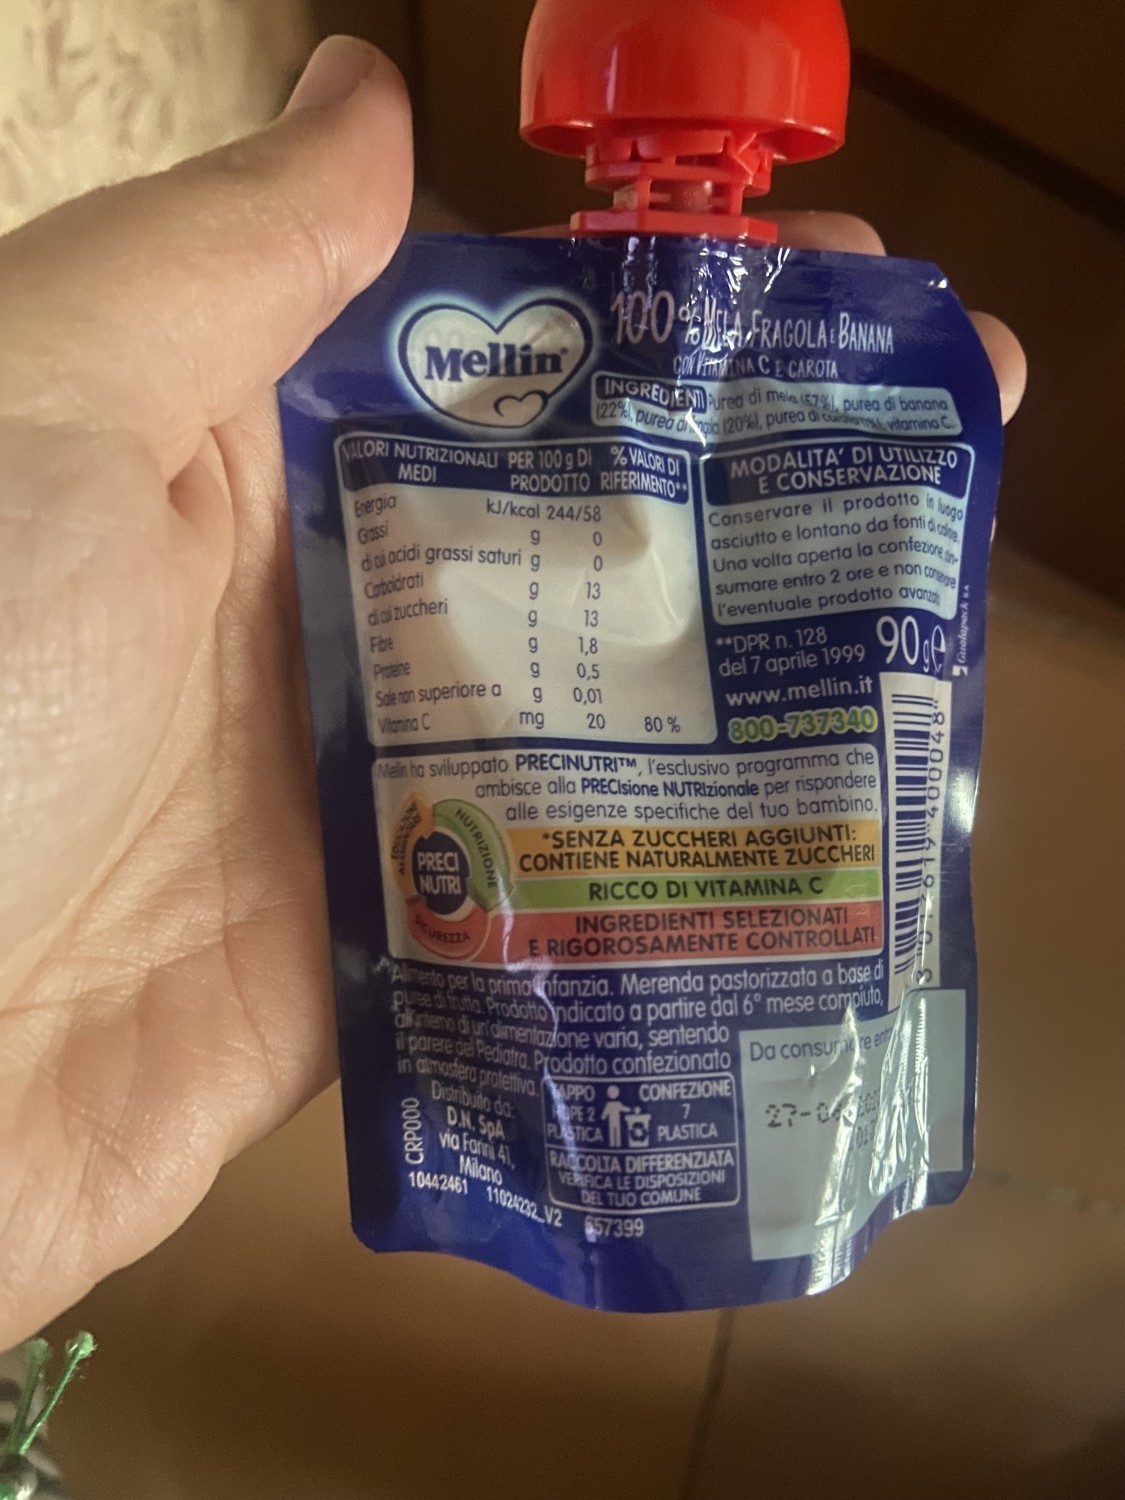 Mellin®
100% MELA FRAGOLA E BANANA
CON VITAMINA C E CAROTA
INGREDIENTI Purea di mela (57%), purea di banana
(22%), purea di (20%), purea di vitamina C.
VALORI NUTRIZIONALI MEDI PER 100 g DI PRODOTTO % VALORI DI RIFERIMENTO**
Energia kJ/kcal 244/58
Grassi g 0
di cui acidi grassi saturi g 0
Carboidrati g 13
di cui zuccheri g 13
Fibre g 1,8
Proteine g 0,5
Sale non superiore a g 0,01
Vitamina C mg 20 80 %
MODALITA' DI UTILIZZO
E CONSERVAZIONE
Conservare il prodotto in luogo
asciutto e lontano da fonti di calore.
Una volta aperta la confezione, con-
sumare entro 2 ore e non conservare
l'eventuale prodotto avanzato
**DPR n. 128
del 7 aprile 1999
90 g e
Gualapack S.p.A.
www.mellin.it
800-737340
3 017619 400048
Mellin ha sviluppato PRECINUTRI™, l'esclusivo programma che
ambisce alla PRECIsione NUTRIzionale per rispondere
alle esigenze specifiche del tuo bambino.
NUTRIZIONE
PRECI
NUTRI
SICUREZZA
*SENZA ZUCCHERI AGGIUNTI:
CONTIENE NATURALMENTE ZUCCHERI
RICCO DI VITAMINA C
INGREDIENTI SELEZIONATI
E RIGOROSAMENTE CONTROLLATI
Alimento per la prima infanzia. Merenda pastorizzata a base di
puree di frutta. Prodotto indicato a partire dal 6° mese compiuto,
all'interno di un'alimentazione varia, sentendo
il parere del Pediatra. Prodotto confezionato
in atmosfera protettiva.
Distribuito da:
D.N. SpA
via Farini 41,
Milano
CRP000
10442461 11024232_V2 657399
TAPPO
HDPE 2
PLASTICA
CONFEZIONE
7
PLASTICA
RACCOLTA DIFFERENZIATA
VERIFICA LE DISPOSIZIONI
DEL TUO COMUNE
Da consumare entro